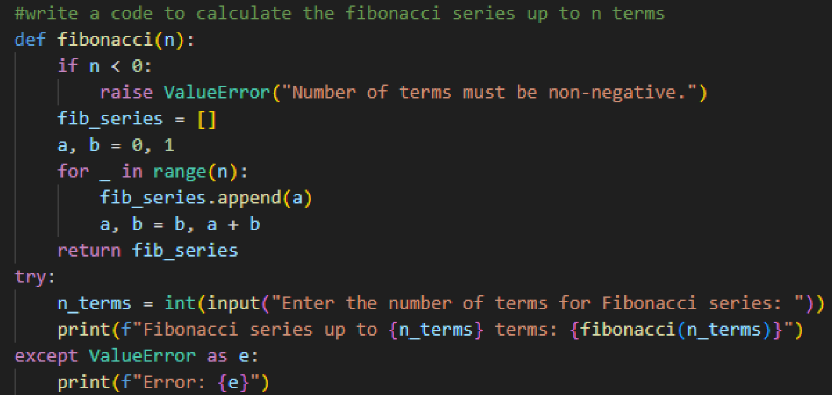 #write a code to calculate the fibonacci series up to n terms
def fibonacci(n):
    if n < 0:
        raise ValueError("Number of terms must be non-negative.")
    fib_series = []
    a, b = 0, 1
    for _ in range(n):
        fib_series.append(a)
        a, b = b, a + b
    return fib_series
try:
    n_terms = int(input("Enter the number of terms for Fibonacci series: "))
    print(f"Fibonacci series up to {n_terms} terms: {fibonacci(n_terms)}")
except ValueError as e:
    print(f"Error: {e}")